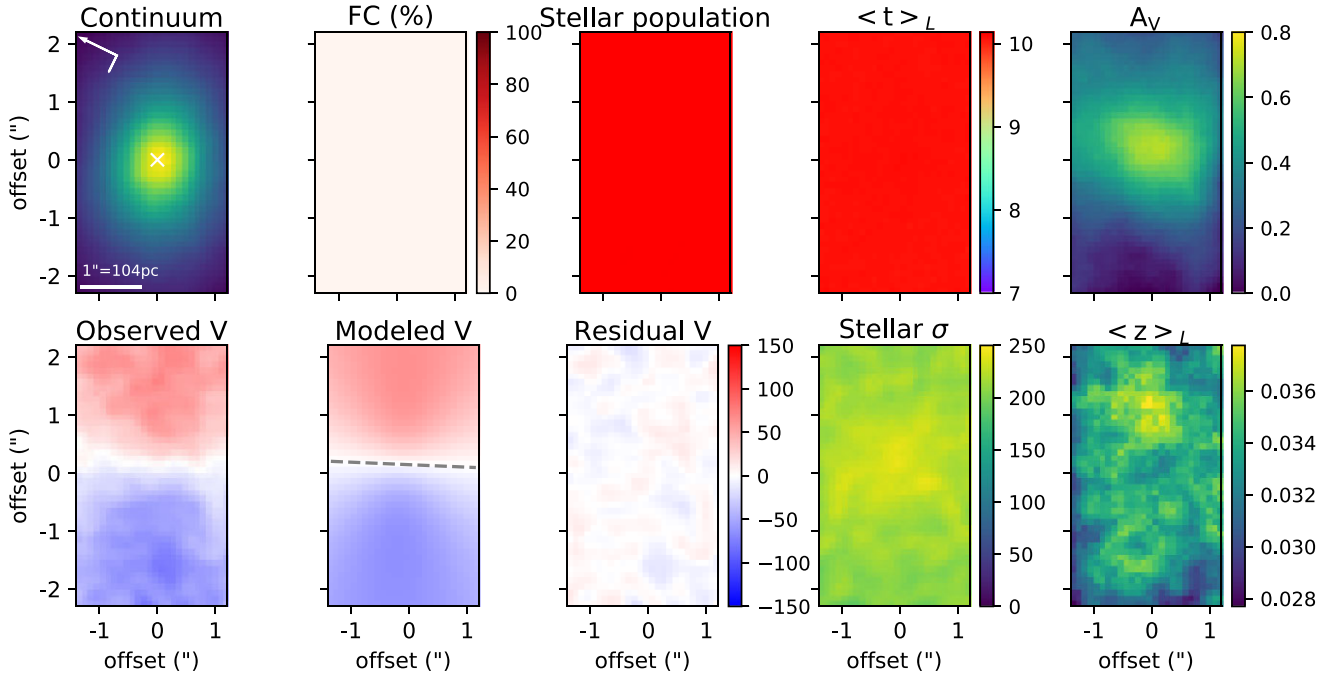 Continuum
FC (%)
Stellar population
< t >L
AV
offset (")
2
1
0
-1
-2
1"=104pc
100
80
60
40
20
0
10
9
8
7
0.8
0.6
0.4
0.2
0.0
Observed V
Modeled V
Residual V
Stellar σ
< z >L
offset (")
2
1
0
-1
-2
150
100
50
0
−50
−100
−150
250
200
150
100
50
0
0.036
0.034
0.032
0.030
0.028
-1 0 1
-1 0 1
-1 0 1
-1 0 1
-1 0 1
offset (")
offset (")
offset (")
offset (")
offset (")